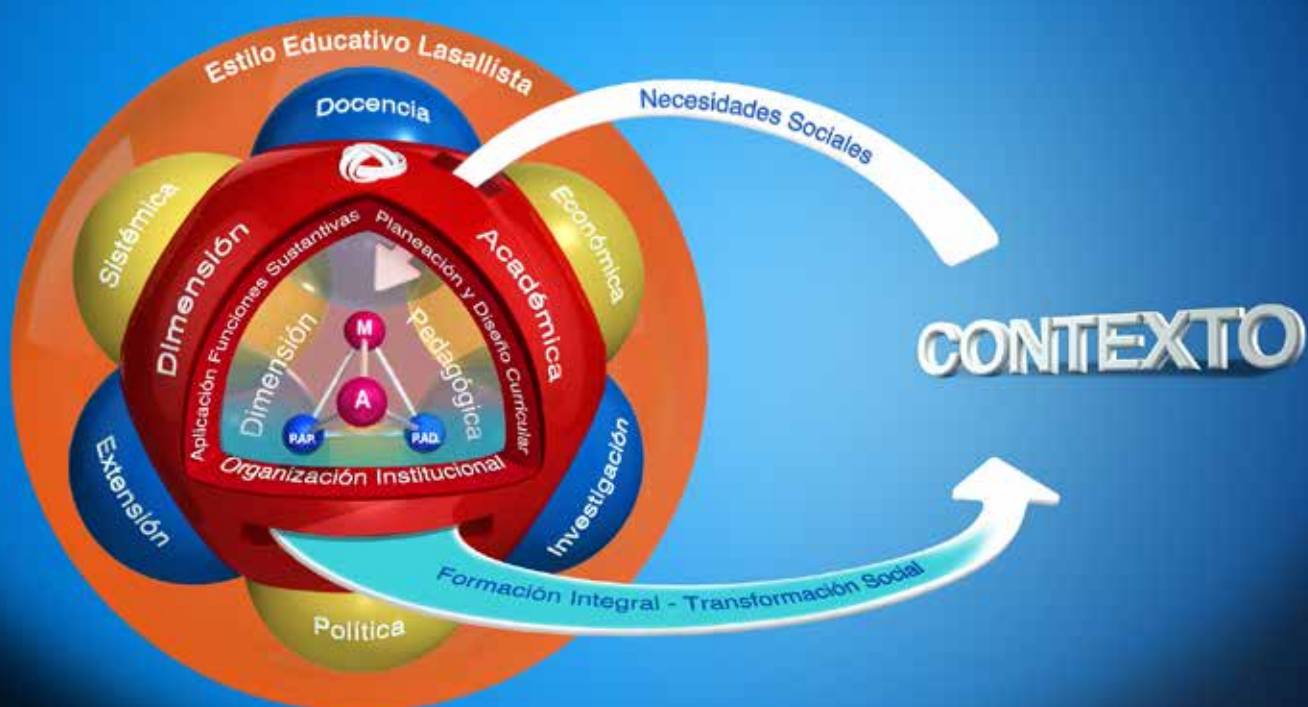 Estilo Educativo Lasallista
Docencia
Necesidades Sociales
Sistémica
Económica
Dimensión Académica
Aplicación Funciones Sustantivas
Planeación y Diseño Curricular
Dimensión Pedagógica
M
A
P.A.P.
P.A.D.
Organización Institucional
CONTEXTO
Extensión
Investigación
Formación Integral - Transformación Social
Política